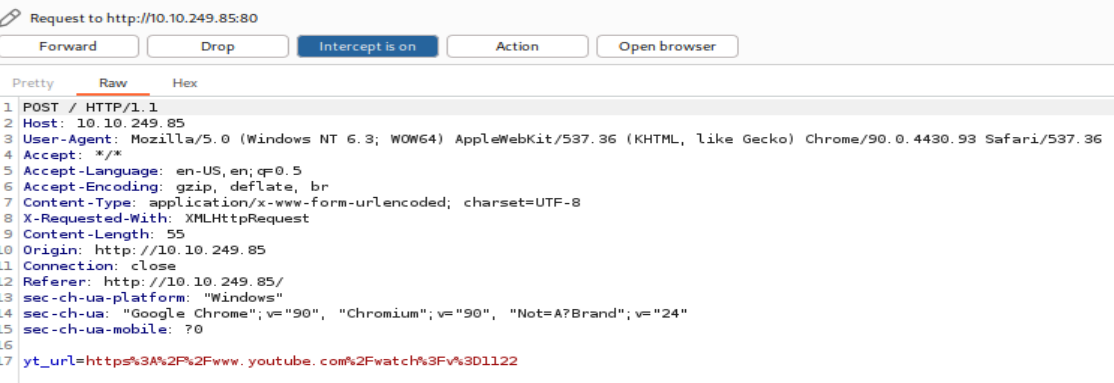 Request to http://10.10.249.85:80
Forward Drop Intercept is on Action Open browser
Pretty Raw Hex
1 POST / HTTP/1.1
2 Host: 10.10.249.85
3 User-Agent: Mozilla/5.0 (Windows NT 6.3; WOW64) AppleWebKit/537.36 (KHTML, like Gecko) Chrome/90.0.4430.93 Safari/537.36
4 Accept: */*
5 Accept-Language: en-US,en;q=0.5
6 Accept-Encoding: gzip, deflate, br
7 Content-Type: application/x-www-form-urlencoded; charset=UTF-8
8 X-Requested-With: XMLHttpRequest
9 Content-Length: 55
10 Origin: http://10.10.249.85
11 Connection: close
12 Referer: http://10.10.249.85/
13 sec-ch-ua-platform: "Windows"
14 sec-ch-ua: "Google Chrome";v="90", "Chromium";v="90", "Not=A?Brand";v="24"
15 sec-ch-ua-mobile: ?0
16
17 yt_url=https%3A%2F%2Fwww.youtube.com%2Fwatch%3Fv%3D1122